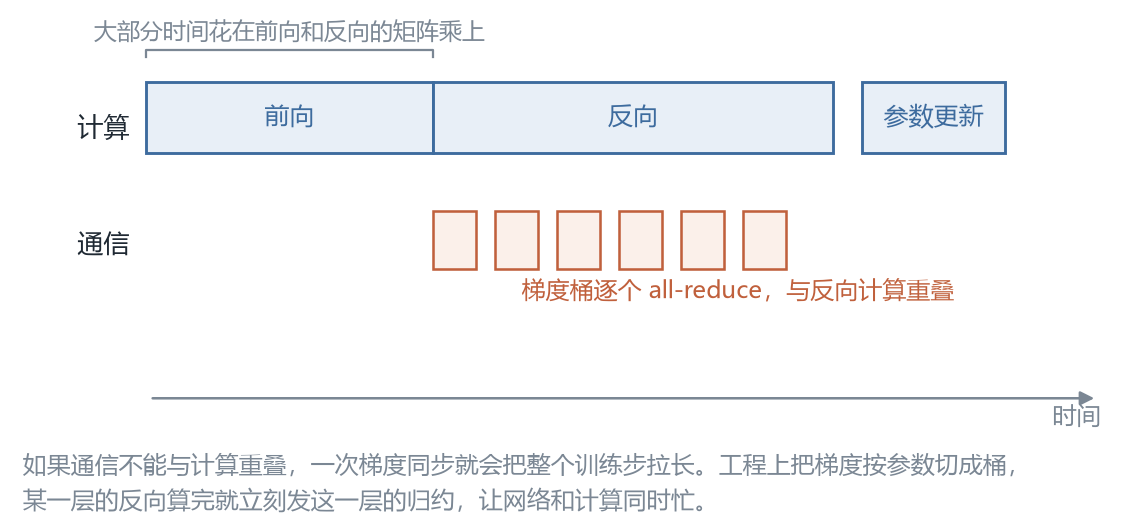 大部分时间花在前向和反向的矩阵乘上
计算
前向
反向
参数更新
通信
梯度桶逐个 all-reduce，与反向计算重叠
时间
如果通信不能与计算重叠，一次梯度同步就会把整个训练步拉长。工程上把梯度按参数切成桶，
某一层的反向算完就立刻发这一层的归约，让网络和计算同时忙。